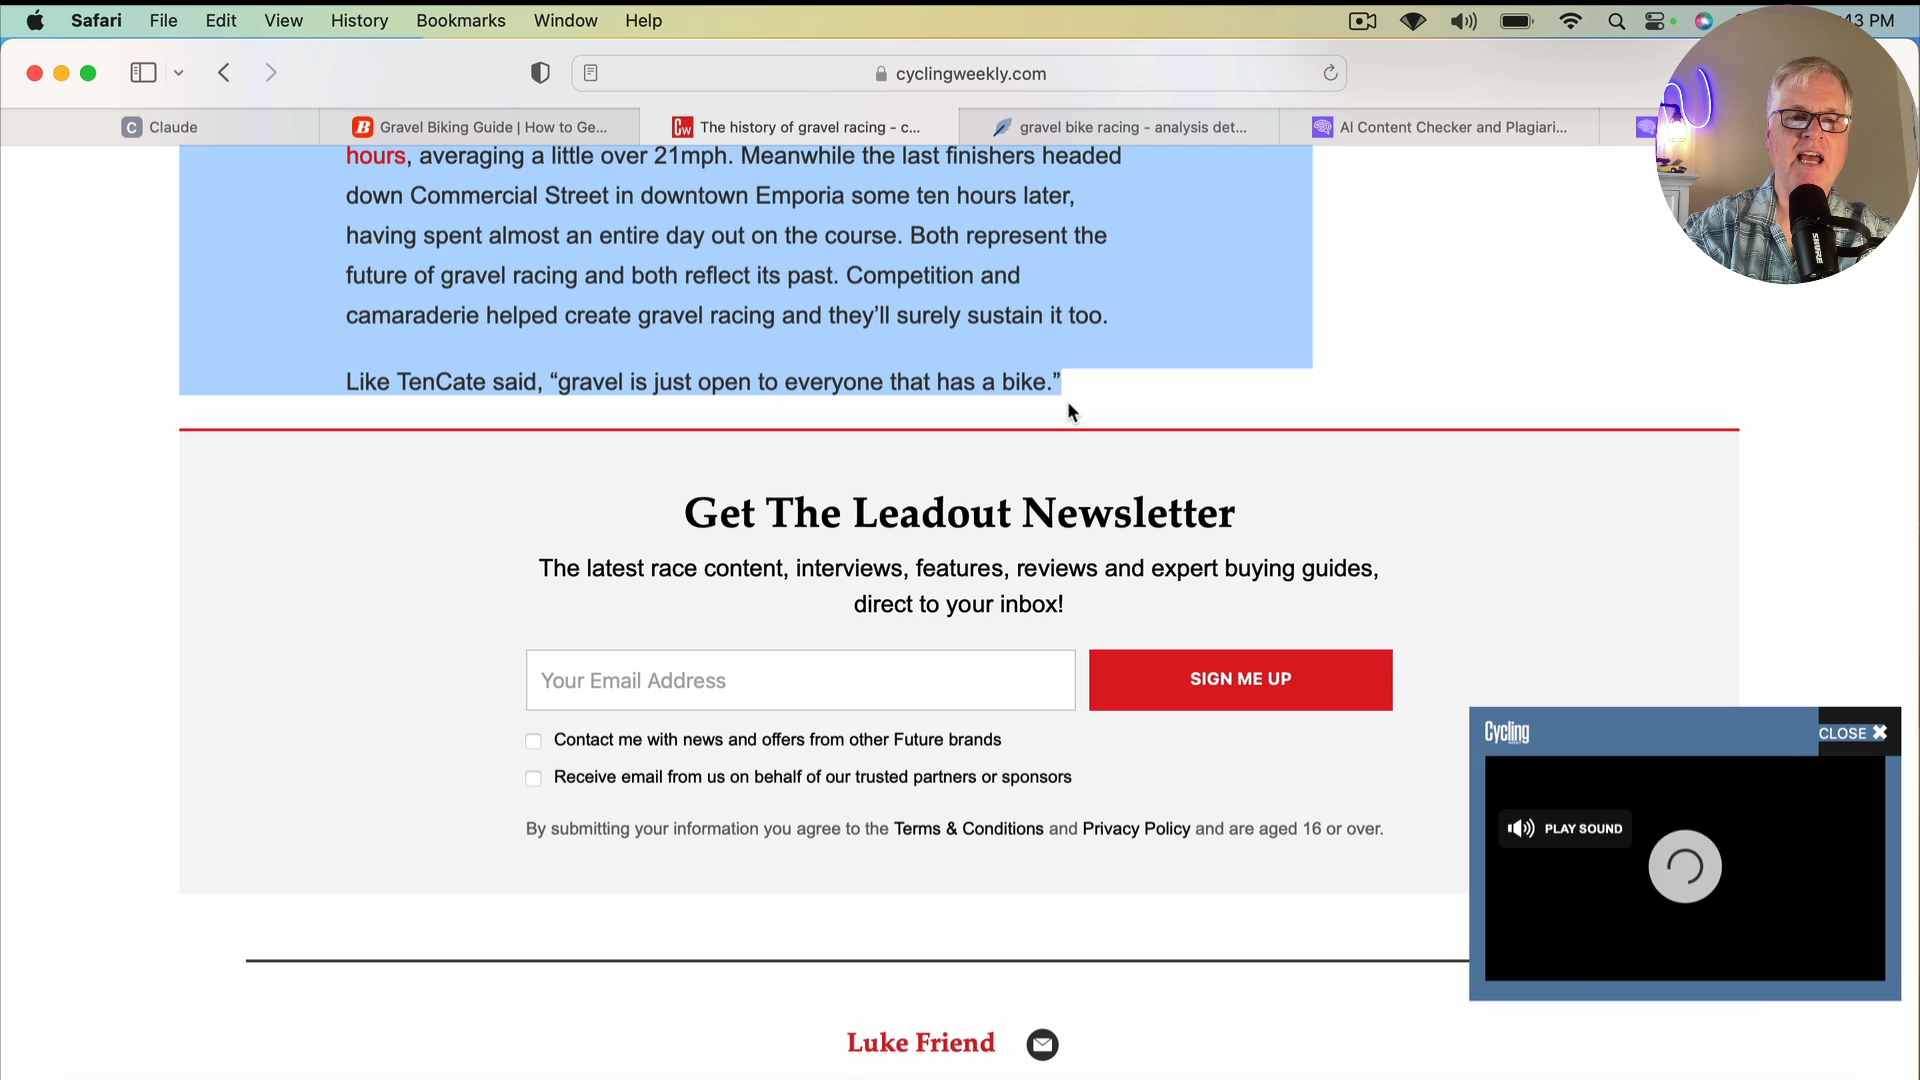 Safari File Edit View History Bookmarks Window Help
43 PM
cyclingweekly.com
C Claude
B Gravel Biking Guide | How to Ge...
Cw The history of gravel racing - c...
gravel bike racing - analysis det...
AI Content Checker and Plagiari...
hours, averaging a little over 21mph. Meanwhile the last finishers headed
down Commercial Street in downtown Emporia some ten hours later,
having spent almost an entire day out on the course. Both represent the
future of gravel racing and both reflect its past. Competition and
camaraderie helped create gravel racing and they’ll surely sustain it too.
Like TenCate said, “gravel is just open to everyone that has a bike.”
Get The Leadout Newsletter
The latest race content, interviews, features, reviews and expert buying guides,
direct to your inbox!
Your Email Address
SIGN ME UP
Contact me with news and offers from other Future brands
Receive email from us on behalf of our trusted partners or sponsors
By submitting your information you agree to the Terms & Conditions and Privacy Policy and are aged 16 or over.
Cycling
CLOSE
PLAY SOUND
Luke Friend
SHURE